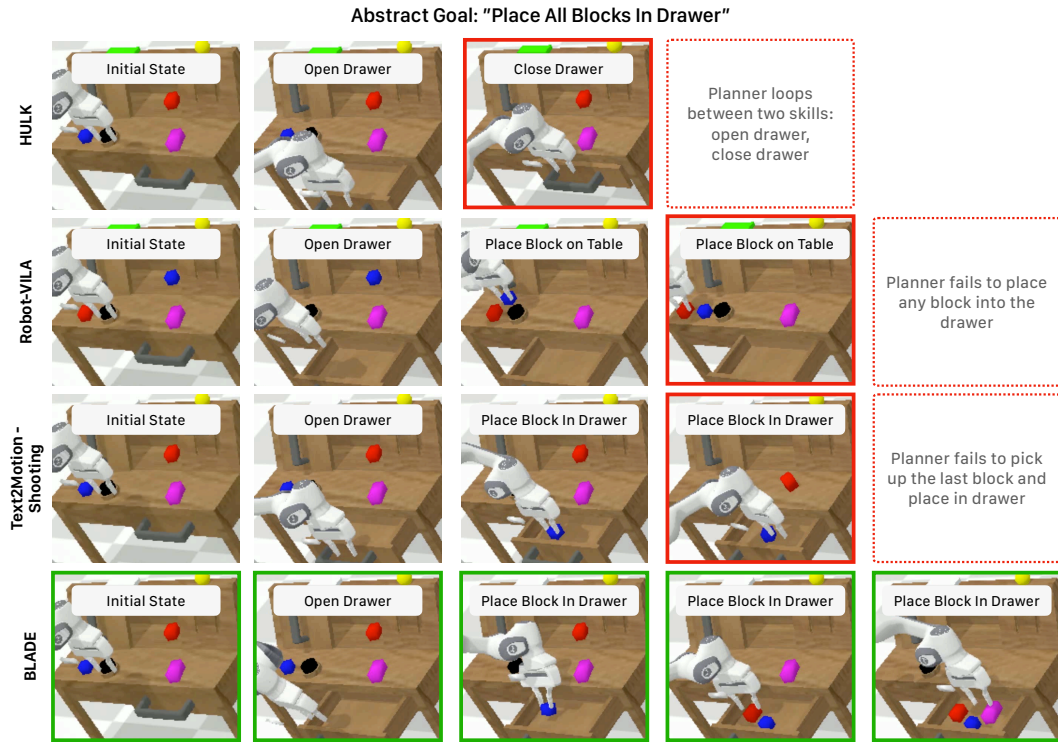 Abstract Goal: "Place All Blocks In Drawer"
HULK
Initial State
Open Drawer
Close Drawer
Planner loops
between two skills:
open drawer,
close drawer
Robot-VILA
Initial State
Open Drawer
Place Block on Table
Place Block on Table
Planner fails to place
any block into the
drawer
Text2Motion -
Shooting
Initial State
Open Drawer
Place Block In Drawer
Place Block In Drawer
Planner fails to pick
up the last block and
place in drawer
BLADE
Initial State
Open Drawer
Place Block In Drawer
Place Block In Drawer
Place Block In Drawer